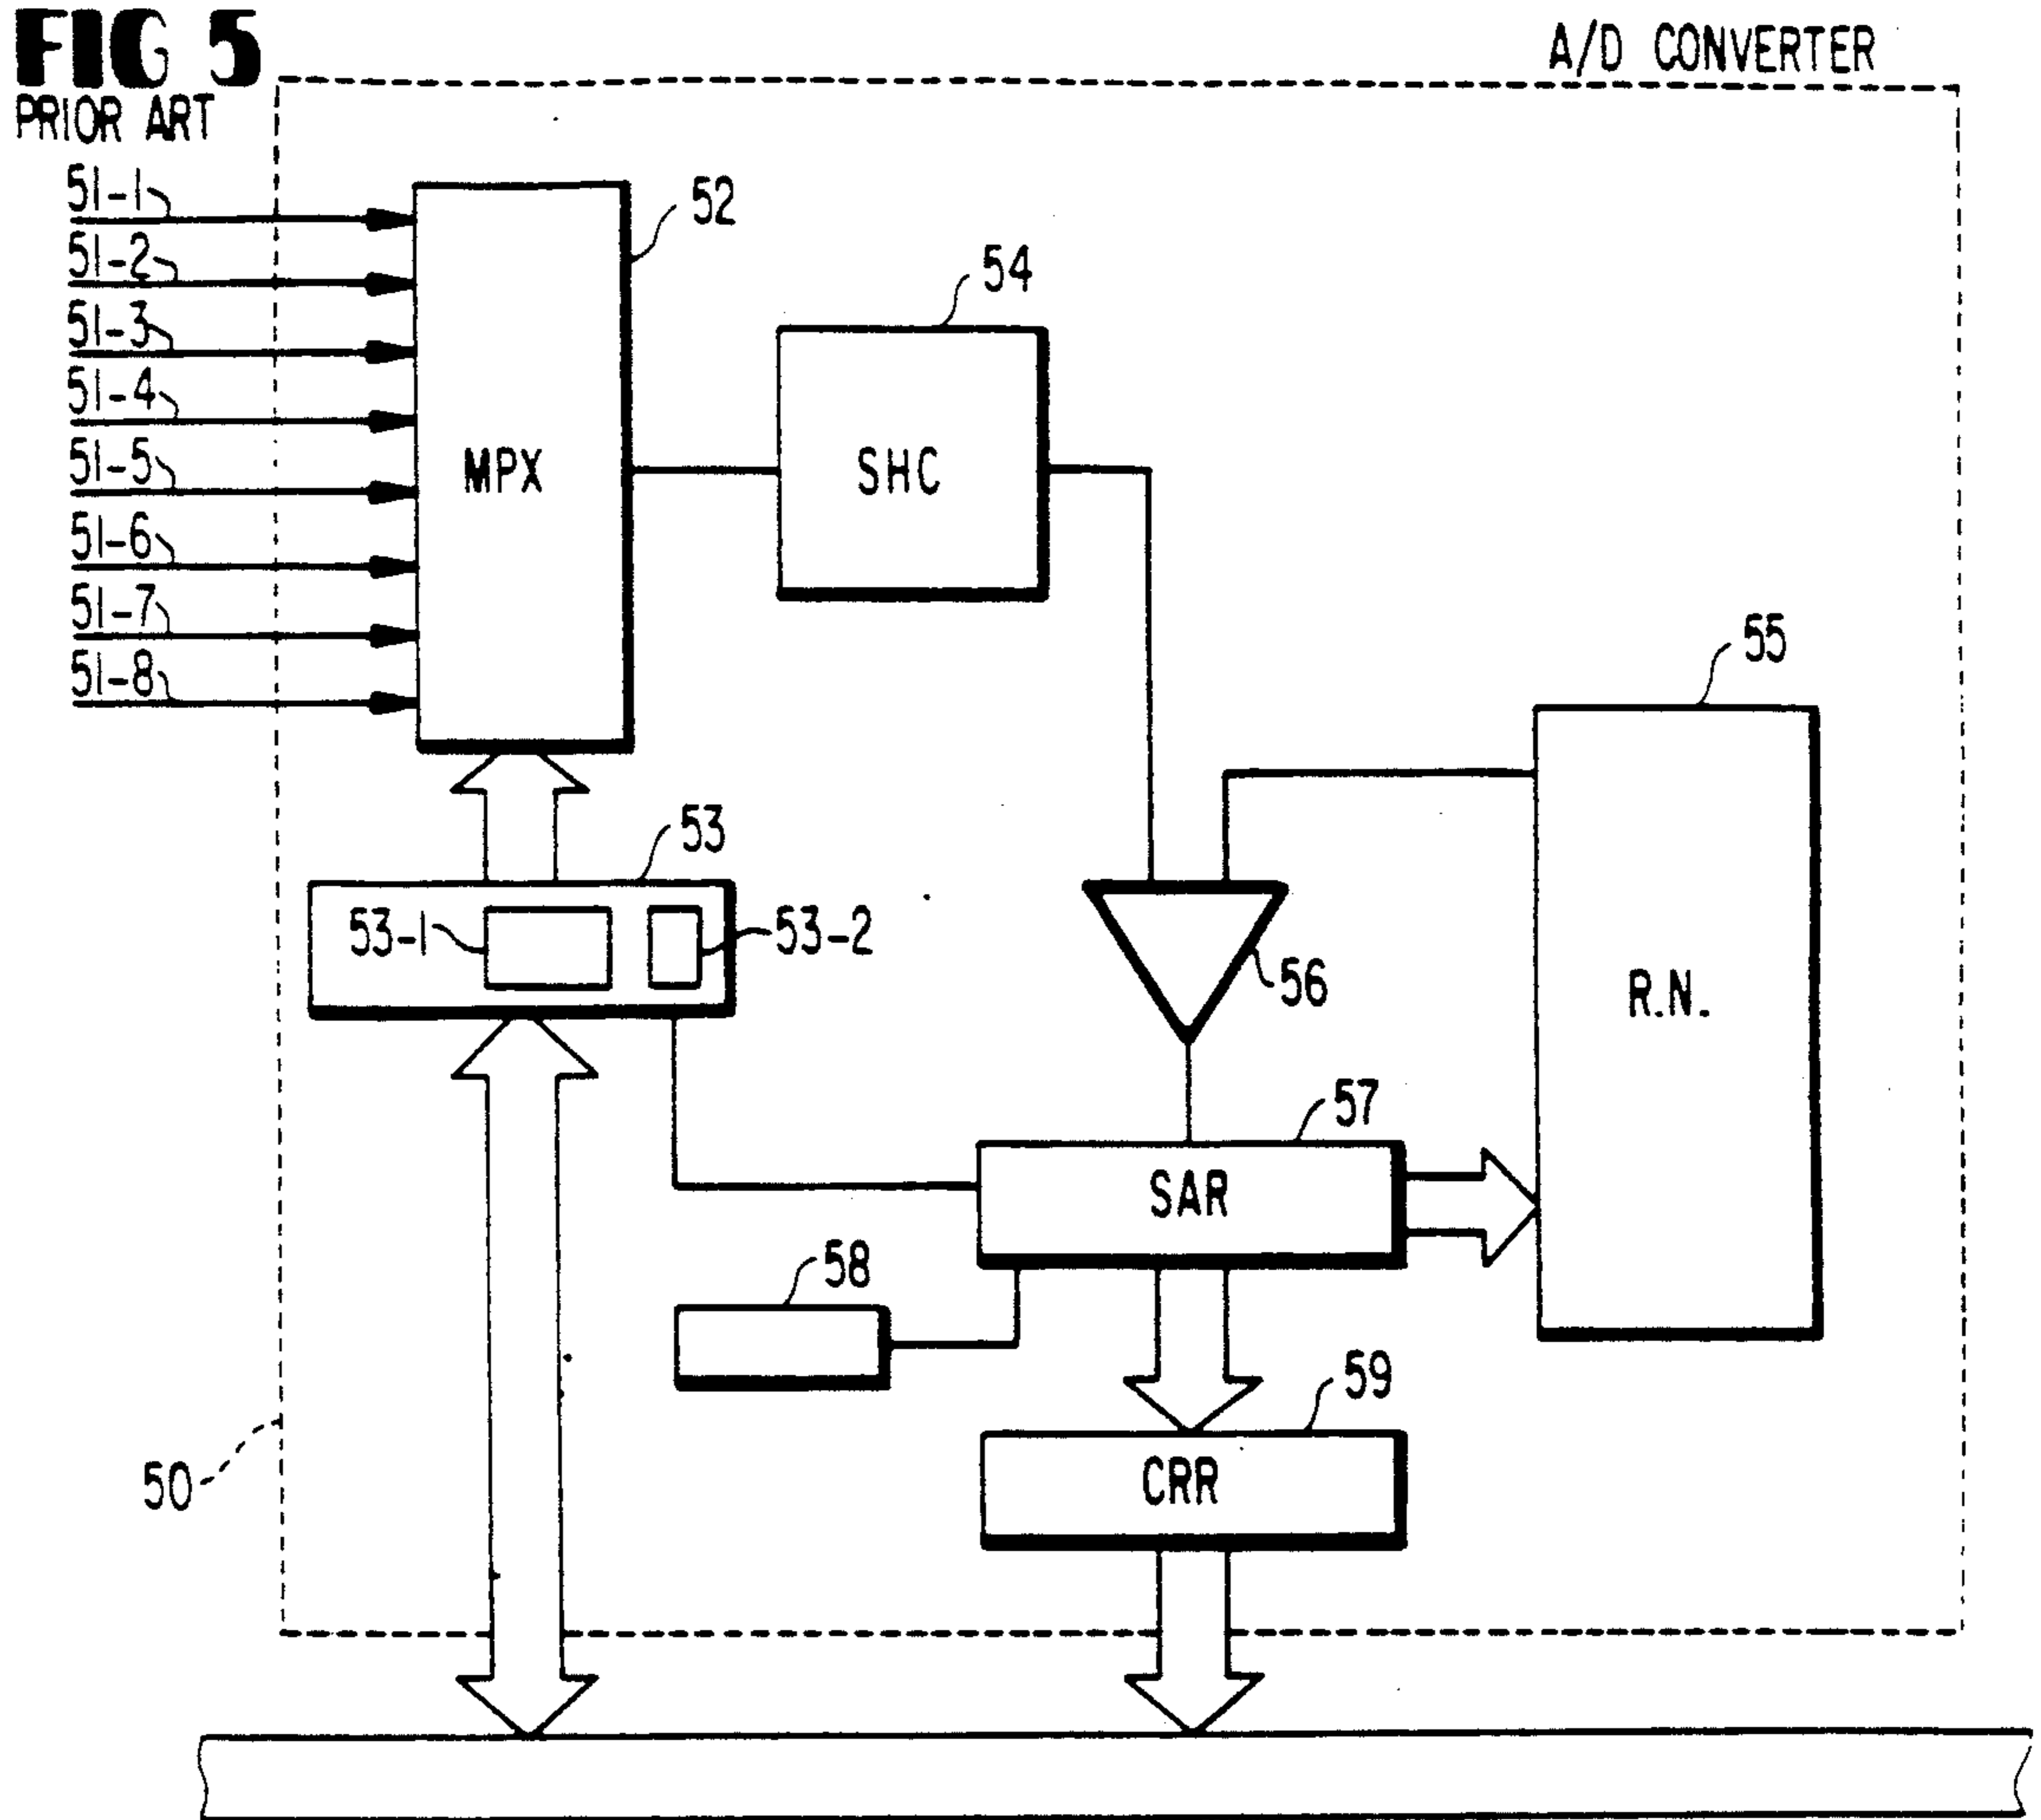 FIG 5
PRIOR ART
A/D CONVERTER
51-1
51-2
51-3
51-4
51-5
51-6
51-7
51-8
52
MPX
54
SHC
55
R.N.
53
53-1
53-2
56
57
SAR
58
59
CRR
50